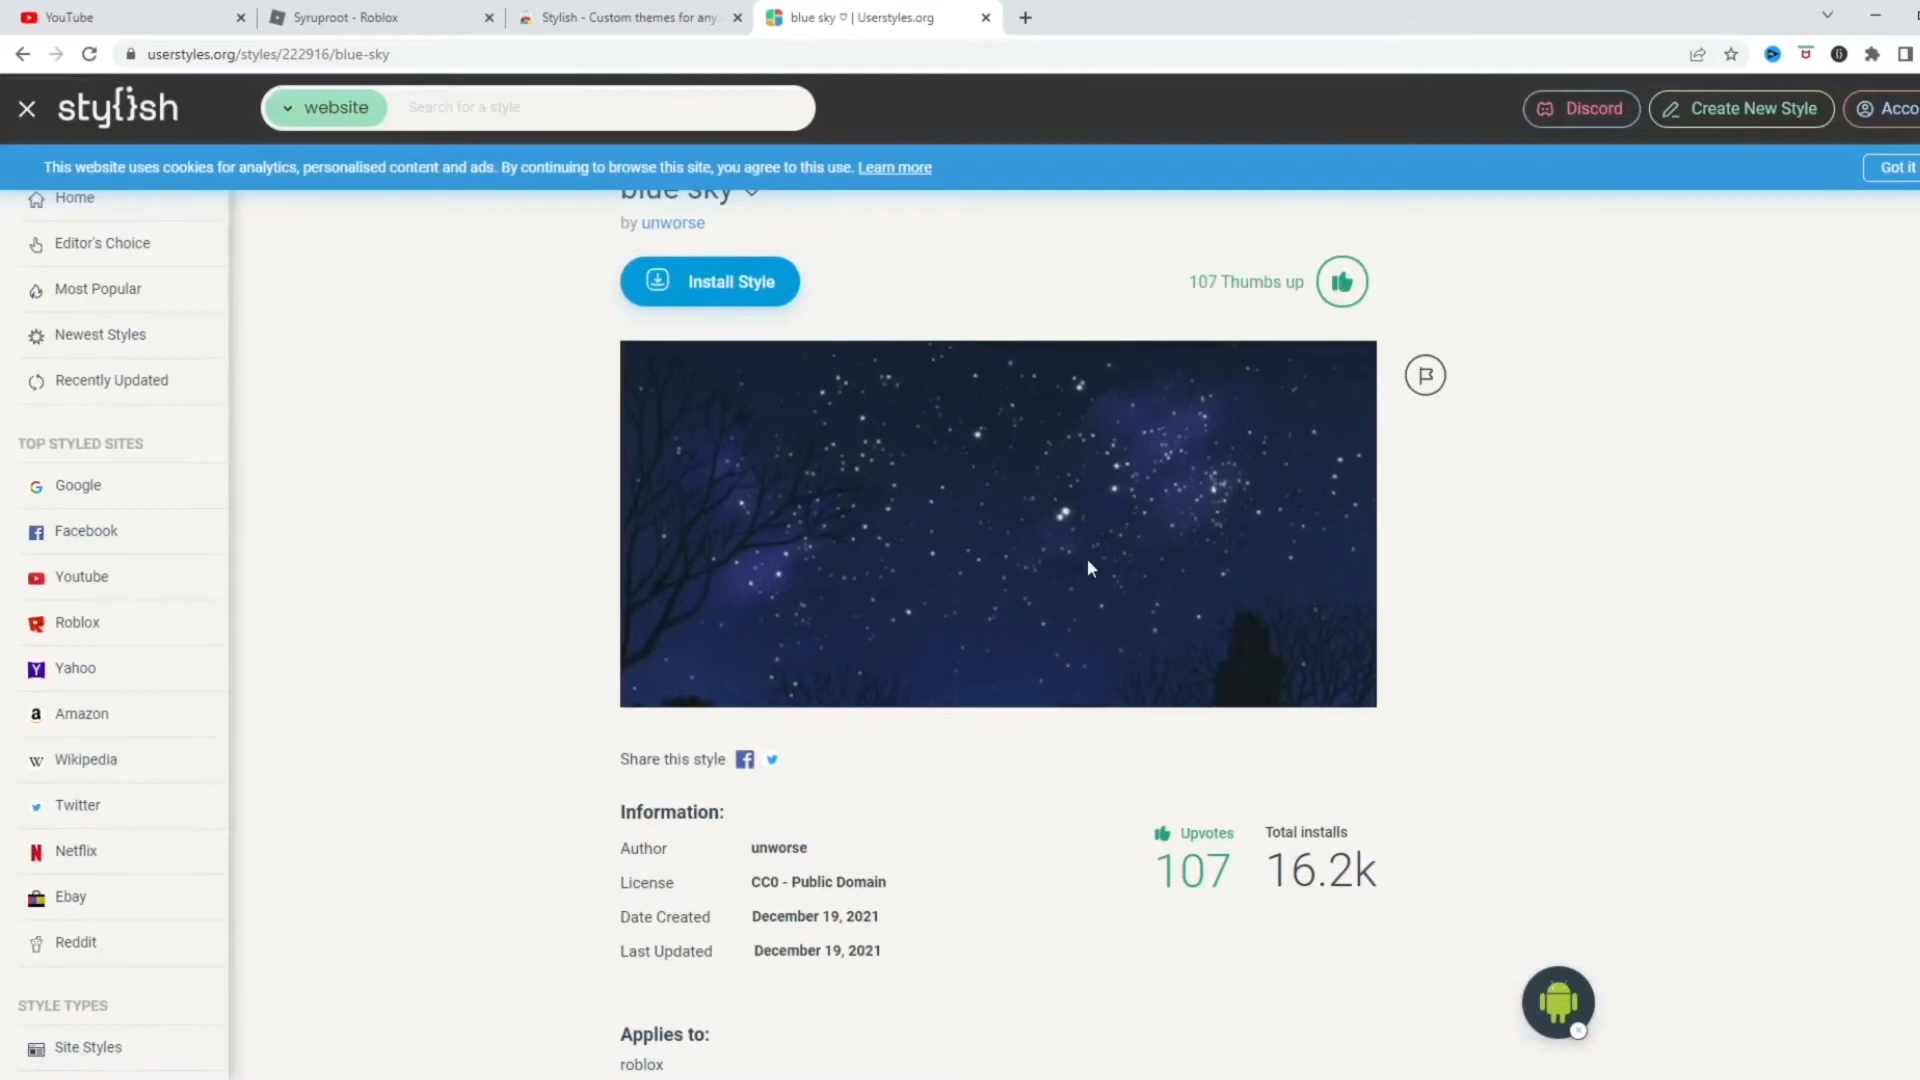 YouTube
Syruproot - Roblox
Stylish - Custom themes for any
blue sky ♡ | Userstyles.org
userstyles.org/styles/222916/blue-sky
styl{}sh
website
Search for a style
Discord
Create New Style
Acco
This website uses cookies for analytics, personalised content and ads. By continuing to browse this site, you agree to this use. Learn more
Got it
Home
Editor's Choice
Most Popular
Newest Styles
Recently Updated
TOP STYLED SITES
Google
Facebook
Youtube
Roblox
Yahoo
Amazon
Wikipedia
Twitter
Netflix
Ebay
Reddit
STYLE TYPES
Site Styles
blue sky ♡
by unworse
Install Style
107 Thumbs up
Share this style
Information:
Author unworse
License CC0 - Public Domain
Date Created December 19, 2021
Last Updated December 19, 2021
Upvotes
107
Total installs
16.2k
Applies to:
roblox